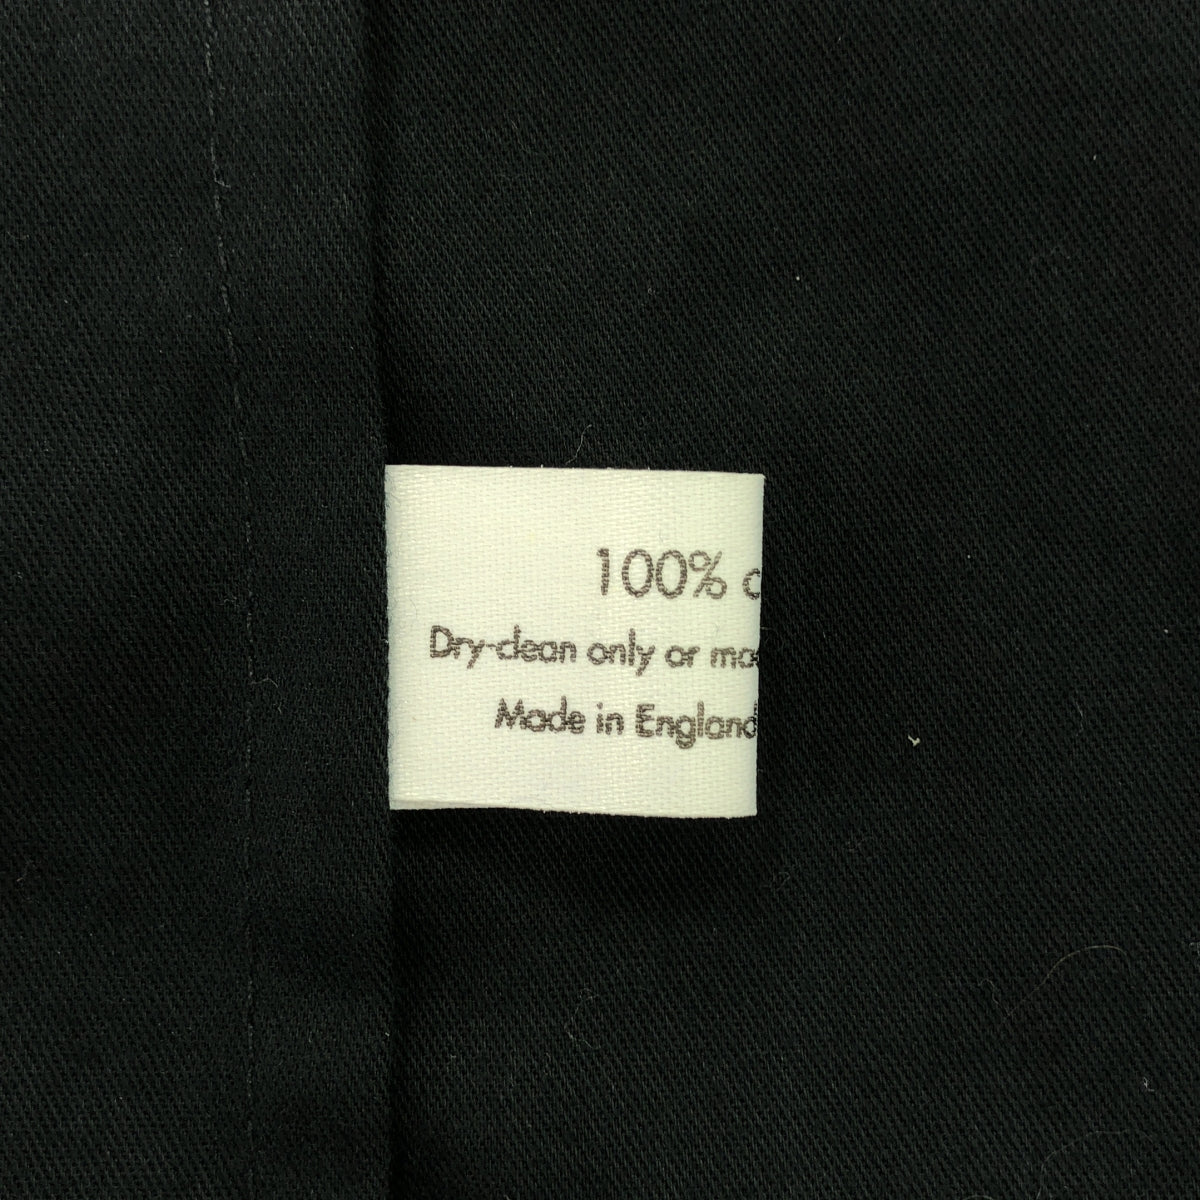 100% c
Dry-clean only or ma
Made in England